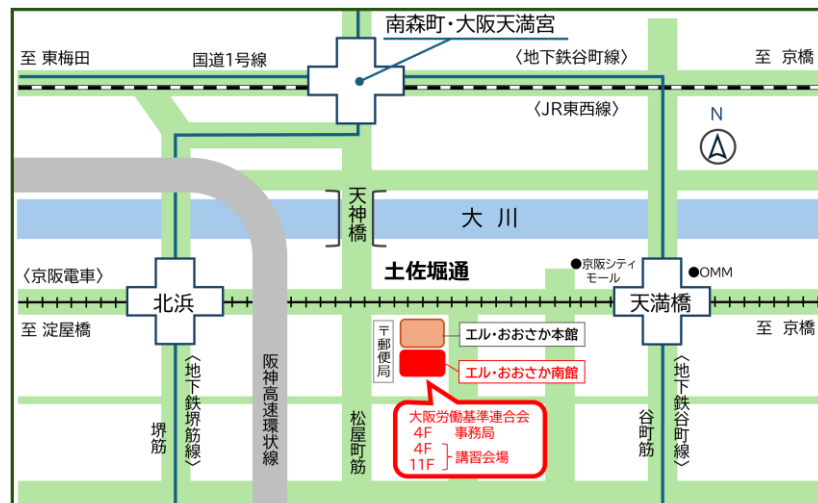 南森町・大阪天満宮
至 東梅田
国道1号線
〈地下鉄谷町線〉
至 京橋
〈JR東西線〉
N
天神橋
大川
〈京阪電車〉
土佐堀通
●京阪シティ
モール
●OMM
北浜
天満橋
至 淀屋橋
至 京橋
〒郵便局
エル・おおさか本館
エル・おおさか南館
大阪労働基準連合会
4F 事務局
4F
11F
講習会場
堺筋
〈地下鉄堺筋線〉
阪神高速環状線
松屋町筋
谷町筋
〈地下鉄谷町線〉